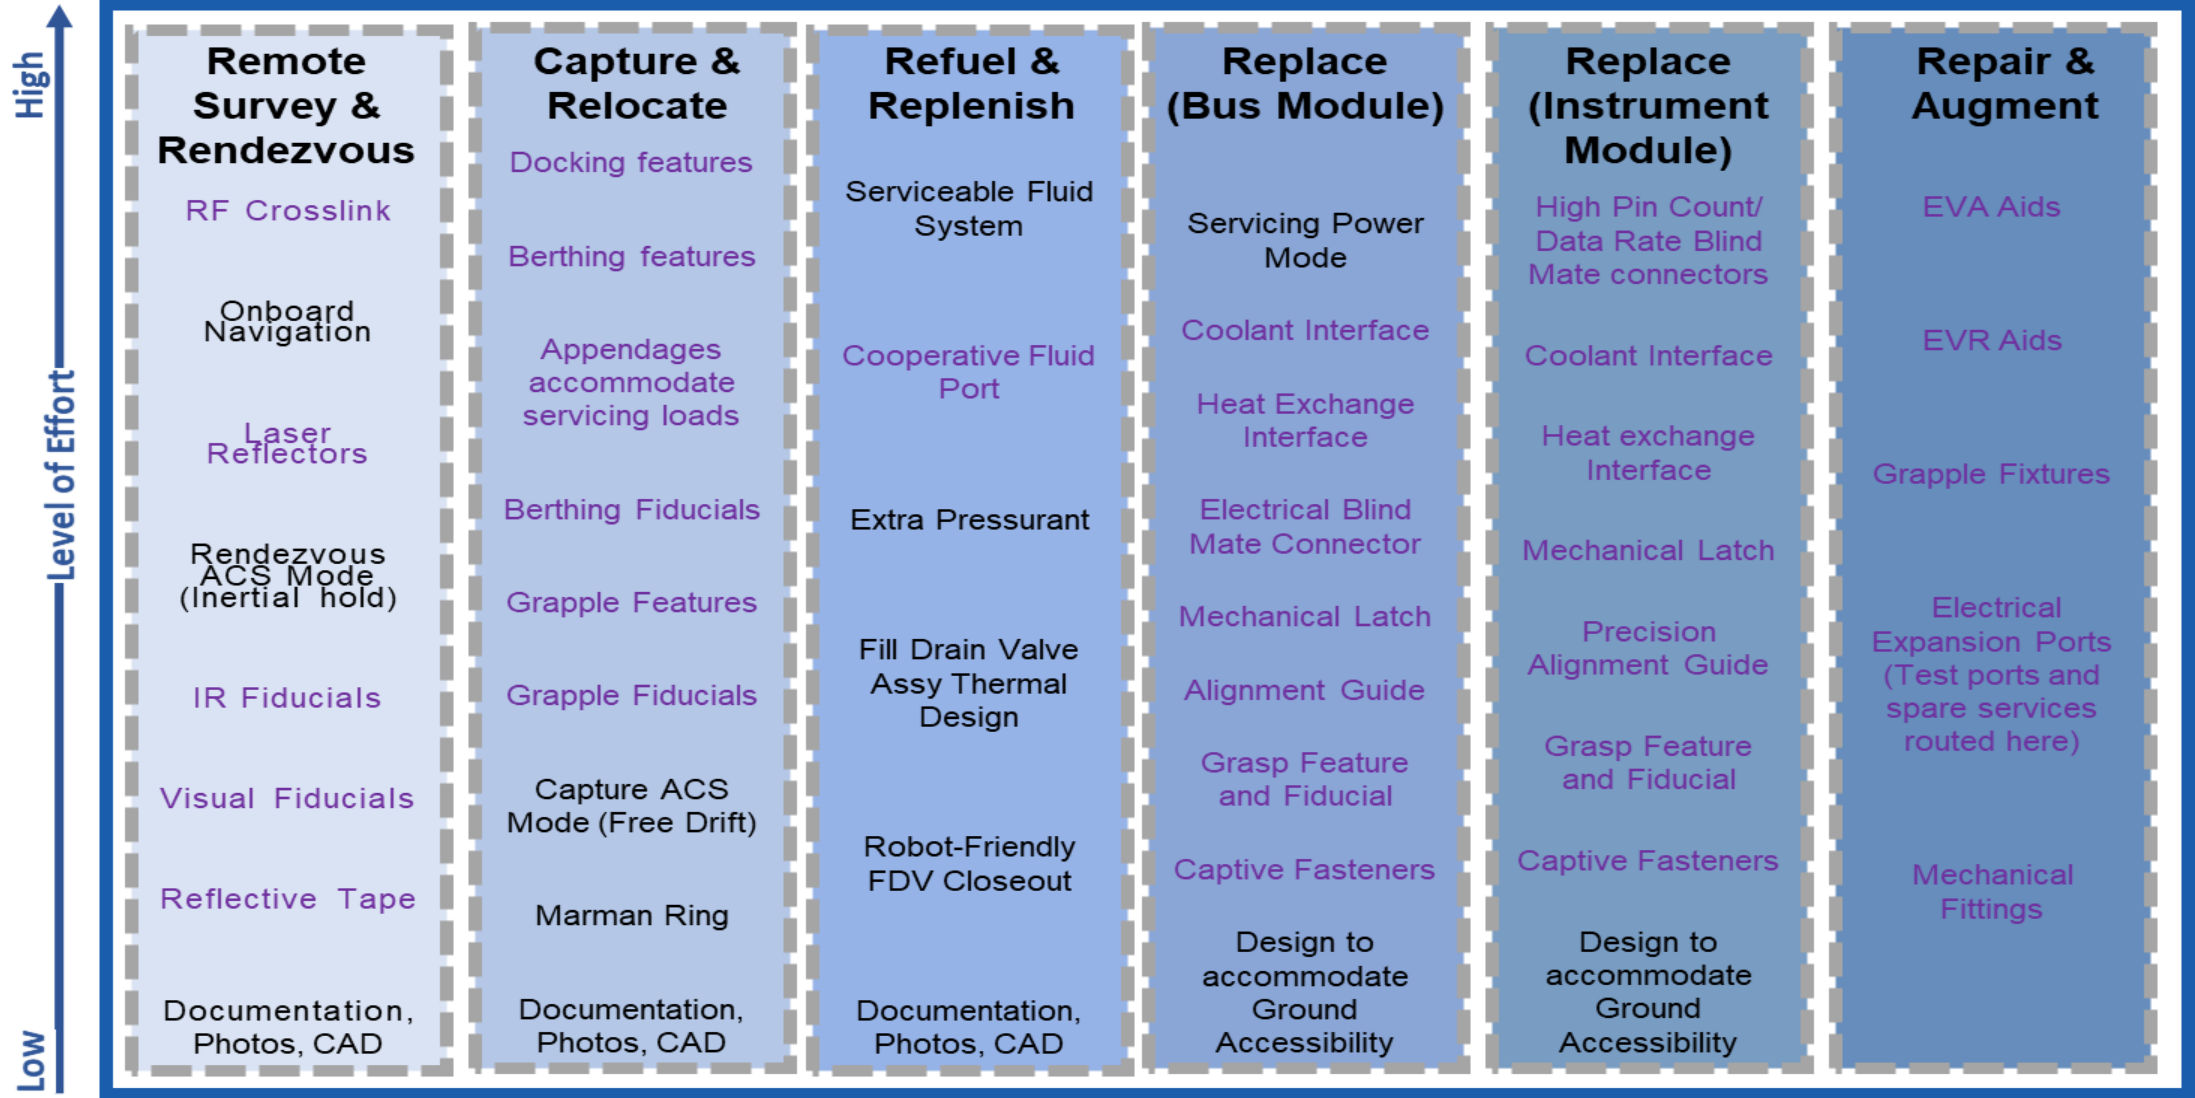 High
Level of Effort
Low
Remote
Survey &
Rendezvous
RF Crosslink
Onboard
Navigation
Laser
Reflectors
Rendezvous
ACS Mode
(Inertial hold)
IR Fiducials
Visual Fiducials
Reflective Tape
Documentation,
Photos, CAD
Capture &
Relocate
Docking features
Berthing features
Appendages
accommodate
servicing loads
Berthing Fiducials
Grapple Features
Grapple Fiducials
Capture ACS
Mode (Free Drift)
Marman Ring
Documentation,
Photos, CAD
Refuel &
Replenish
Serviceable Fluid
System
Cooperative Fluid
Port
Extra Pressurant
Fill Drain Valve
Assy Thermal
Design
Robot-Friendly
FDV Closeout
Documentation,
Photos, CAD
Replace
(Bus Module)
Servicing Power
Mode
Coolant Interface
Heat Exchange
Interface
Electrical Blind
Mate Connector
Mechanical Latch
Alignment Guide
Grasp Feature
and Fiducial
Captive Fasteners
Design to
accommodate
Ground
Accessibility
Replace
(Instrument
Module)
High Pin Count/
Data Rate Blind
Mate connectors
Coolant Interface
Heat exchange
Interface
Mechanical Latch
Precision
Alignment Guide
Grasp Feature
and Fiducial
Captive Fasteners
Design to
accommodate
Ground
Accessibility
Repair &
Augment
EVA Aids
EVR Aids
Grapple Fixtures
Electrical
Expansion Ports
(Test ports and
spare services
routed here)
Mechanical
Fittings